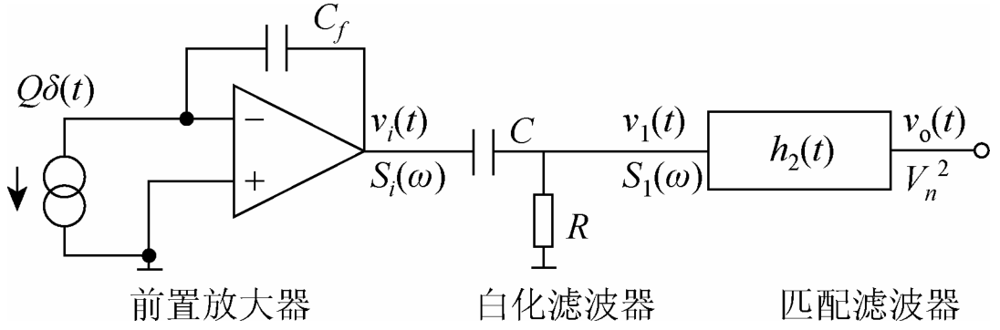 C_f
Qδ(t)
−
+
v_i(t)
S_i(ω)
C
R
v_1(t)
S_1(ω)
h_2(t)
v_o(t)
V_n^2
前置放大器
白化滤波器
匹配滤波器